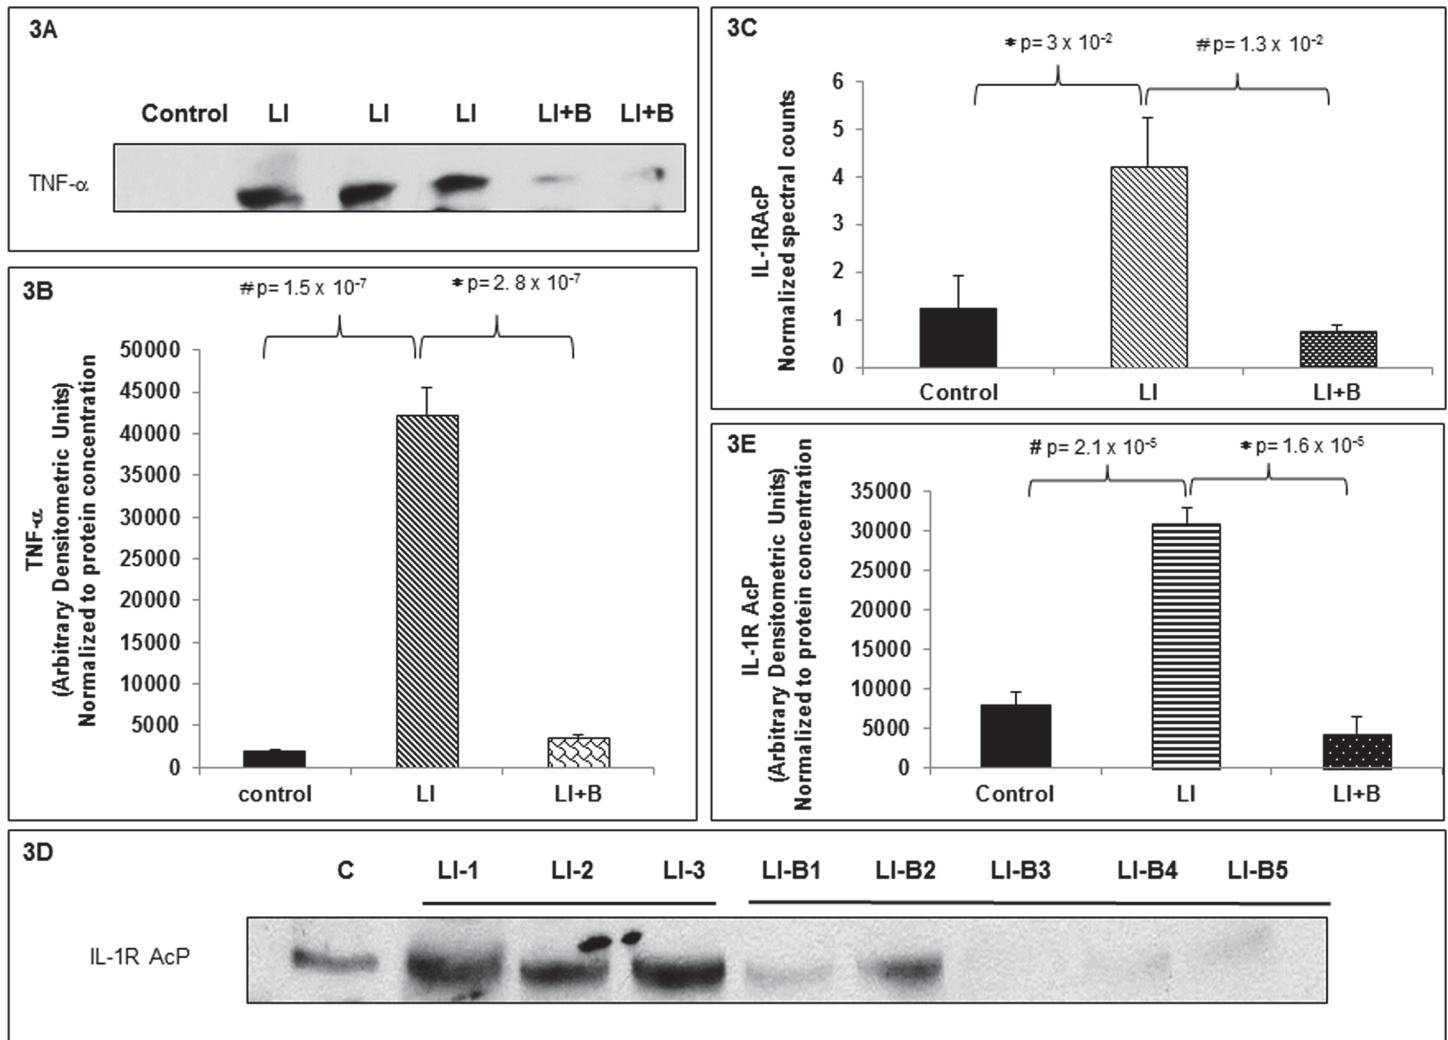 3A
Control LI LI LI LI+B LI+B
TNF-α
3B
#p= 1.5 x 10-7
*p= 2. 8 x 10-7
TNF-α
(Arbitrary Densitometric Units)
Normalized to protein concentration
50000
45000
40000
35000
30000
25000
20000
15000
10000
5000
0
control LI LI+B
3C
*p= 3 x 10-2
#p= 1.3 x 10-2
IL-1RAcP
Normalized spectral counts
6
5
4
3
2
1
0
Control LI LI+B
3E
# p= 2.1 x 10-5
* p= 1.6 x 10-5
IL-1R AcP
(Arbitrary Densitometric Units)
Normalized to protein concentration
35000
30000
25000
20000
15000
10000
5000
0
Control LI LI+B
3D
C LI-1 LI-2 LI-3 LI-B1 LI-B2 LI-B3 LI-B4 LI-B5
IL-1R AcP